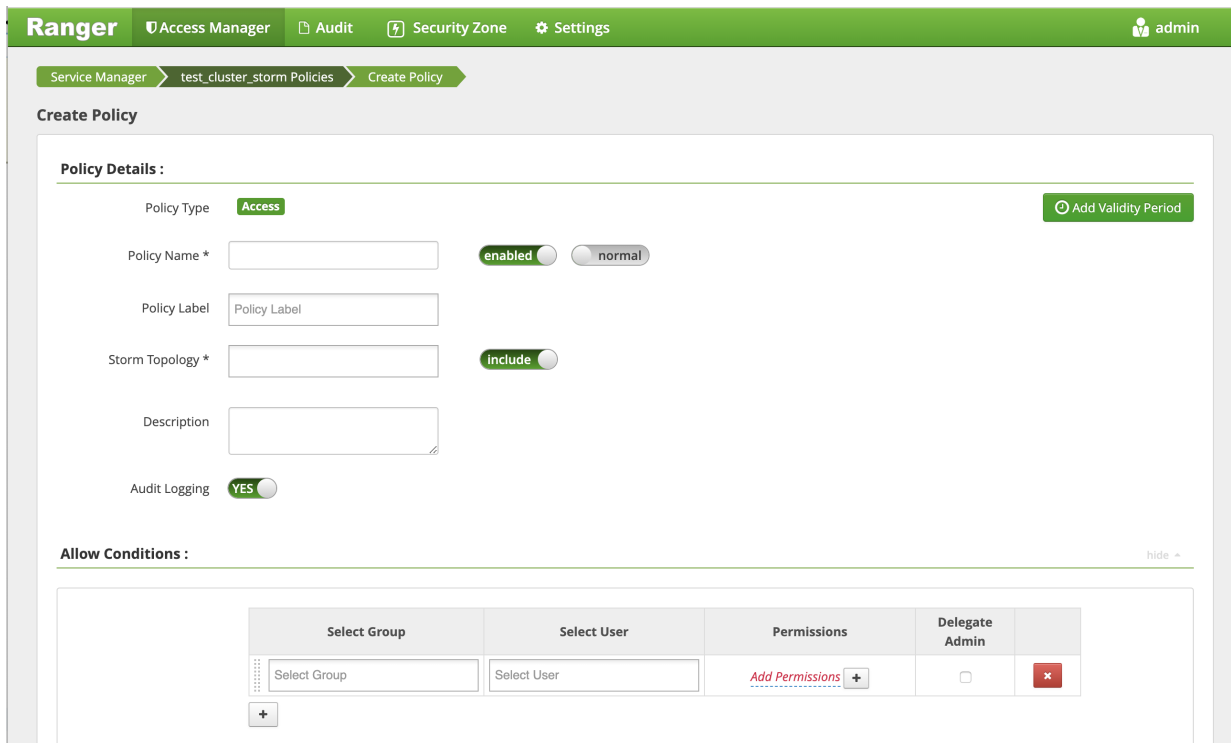 Ranger Access Manager Audit Security Zone Settings admin
Service Manager test_cluster_storm Policies Create Policy
Create Policy
Policy Details :
Policy Type Access Add Validity Period
Policy Name * enabled normal
Policy Label Policy Label
Storm Topology * include
Description
Audit Logging YES
Allow Conditions : hide
Select Group Select User Permissions Delegate Admin
Select Group Select User Add Permissions +
+